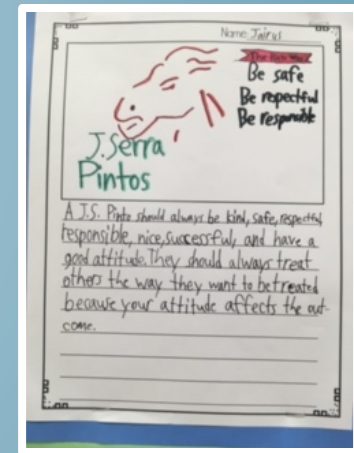 Name: Jairus
The Pinto Way
Be safe
Be repectful
Be responsible
J. Serra
Pintos
A J.S. Pinto should always be kind, safe, respectful,
responsible, nice, successful, and have a
good attitude. They should always treat
others the way they want to be treated
because your attitude affects the out-
come.